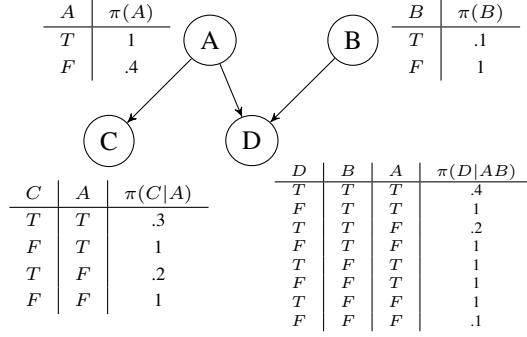 A π(A)
T 1
F .4
A
B
B π(B)
T .1
F 1
C
D
C A π(C|A)
T T .3
F T 1
T F .2
F F 1
D B A π(D|AB)
T T T .4
F T T 1
T T F .2
F T F 1
T F T 1
F F T 1
T F F 1
F F F .1